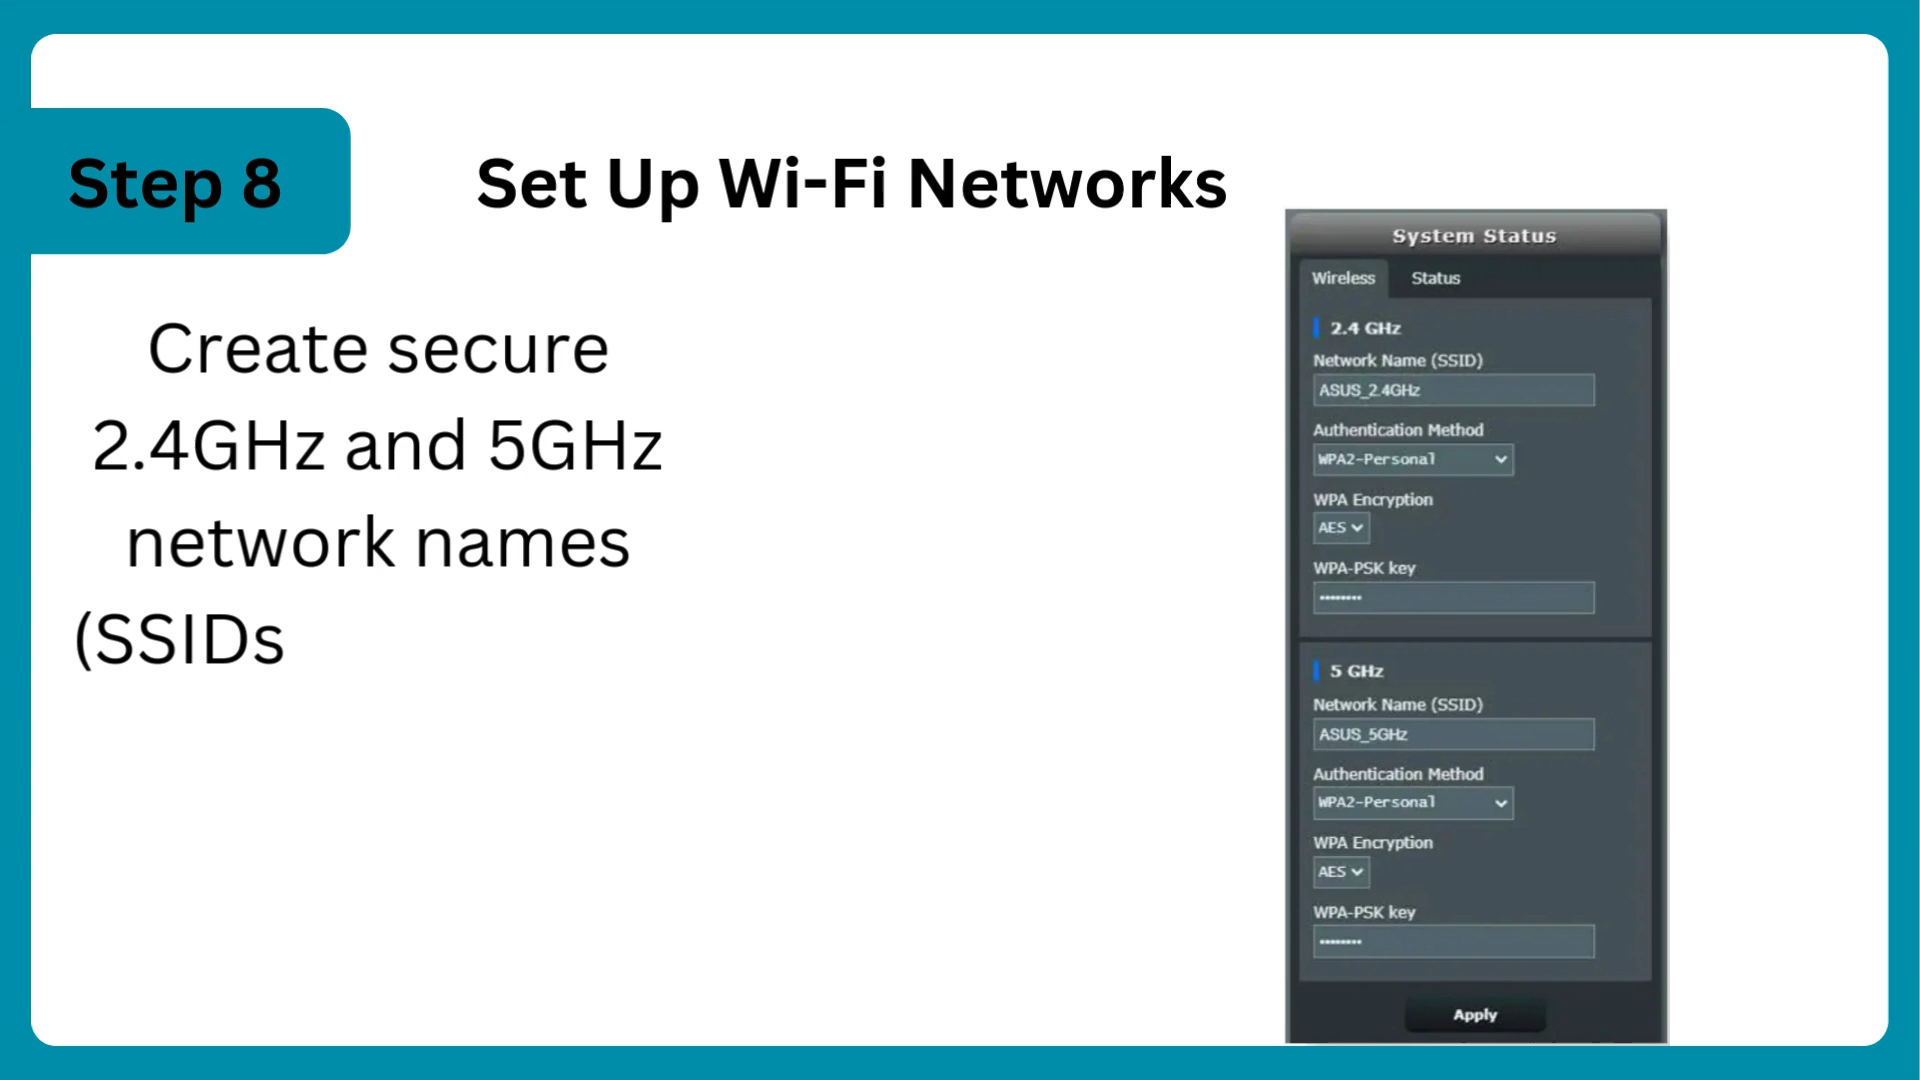 Step 8
Set Up Wi-Fi Networks
Create secure
2.4GHz and 5GHz
network names
(SSIDs
System Status
Wireless
Status
2.4 GHz
Network Name (SSID)
ASUS_2.4GHz
Authentication Method
WPA2-Personal
WPA Encryption
AES
WPA-PSK key
••••••••
5 GHz
Network Name (SSID)
ASUS_5GHz
Authentication Method
WPA2-Personal
WPA Encryption
AES
WPA-PSK key
••••••••
Apply